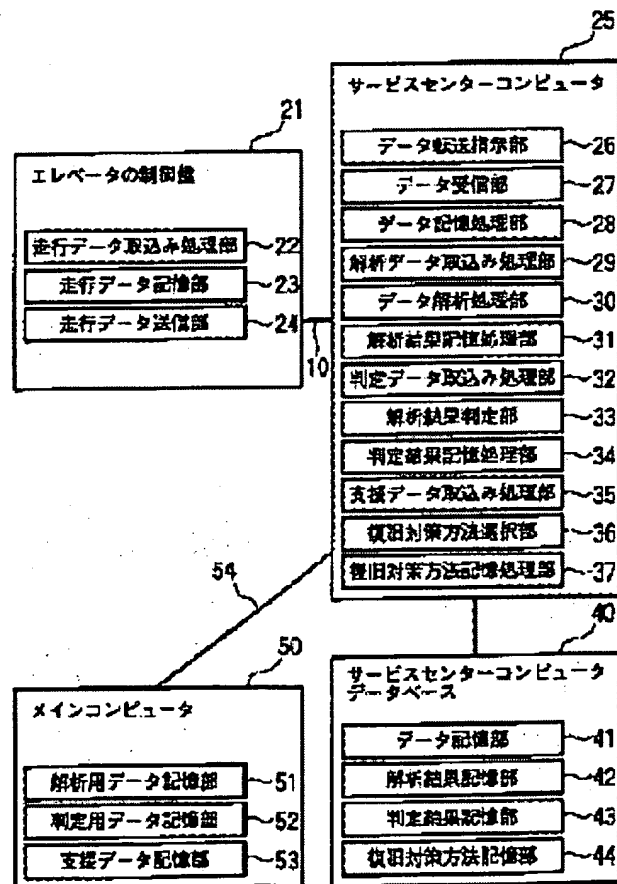 25
サービスセンターコンピュータ
データ転送指示部 26
データ受信部 27
データ記憶処理部 28
解析データ取込み処理部 29
データ解析処理部 30
解析結果記憶処理部 31
判定データ取込み処理部 32
解析結果判定部 33
判定結果記憶処理部 34
支援データ取込み処理部 35
復旧対策方法選択部 36
復旧対策方法記憶処理部 37
21
エレベータの制御盤
走行データ取込み処理部 22
走行データ記憶部 23
走行データ送信部 24
10
54
50
メインコンピュータ
解析用データ記憶部 51
判定用データ記憶部 52
支援データ記憶部 53
40
サービスセンターコンピュータ
データベース
データ記憶部 41
解析結果記憶部 42
判定結果記憶部 43
復旧対策方法記憶部 44